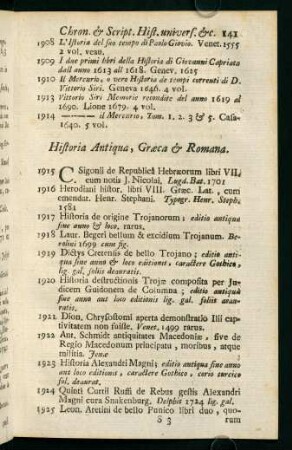 Chron. & Script. Hist. univers. &c. 141
1908 L'Istoria del suo tempo di Paolo Giovio. Venet. 1555
2 vol. veau.
1909 I due primi libri della Historia di Giovanni Capriata
dall anno 1613 all 1618. Genev. 1615
1910 Il Mercurio, o vero Historia de tempi correnti di D.
Vittorio Siri. Geneva 1646. 4 vol.
1913 Vittorio Siri Memorie recondite del anno 1619 al
1696. Lione 1679. 4 vol.
1914 —— il Mercurio, Tom. 1. 2. 3 & 5. Casa-
1640. 5 vol.
Historia Antiqua, Græca & Romana.
1915 C. Sigonii de Republicâ Hebræorum libri VII.
cum notis J. Nicolai, Lugd. Bat. 1701
1916 Herodiani histor. libri VIII. Græc. Lat., cum
emendat. Henr. Stephani. Typogr. Henr. Steph.
1581
1917 Historia de origine Trojanorum ; editio antiqua
sine anno & loco, rarus.
1918 Laur. Begeri bellum & excidium Trojanum. Be-
rolini 1699 cum fig.
1919 Dictys Cretensis de bello Trojano ; editio anti-
qua sine anno & loco editionis, caractere Gothico,
lig. gal, foliis deauratis.
1920 Historia destrectionis Trojæ composita per ju-
dicem Guidonem de Columna ; editio antiqua
sine anno aut loco editionis lig. gal. foliis aura-
ratis.
1921 Dion. Chrysostomi aperta demonstratio Ilii cap-
tivitatem non fuisse. Venet. 1499 rarus.
1922 Ant. Schmidt antiquitates Macedoniæ, sive de
Regio Macedonum principatu, moribus, atque
militia. Jenæ
1923 Historia Alexandri Magni; editio antiqua sine anno
aut loco editionis, caractere Gothico, corio suevico
fol. deaurat.
1924 Quinti Curtii Ruffi de Rebus gestis Alexandri
Magni cura Snakenburg. Delphis 1724 lig. gal.
1925 Leon. Aretini de bello Punico libri duo, quo-
S 3 rum